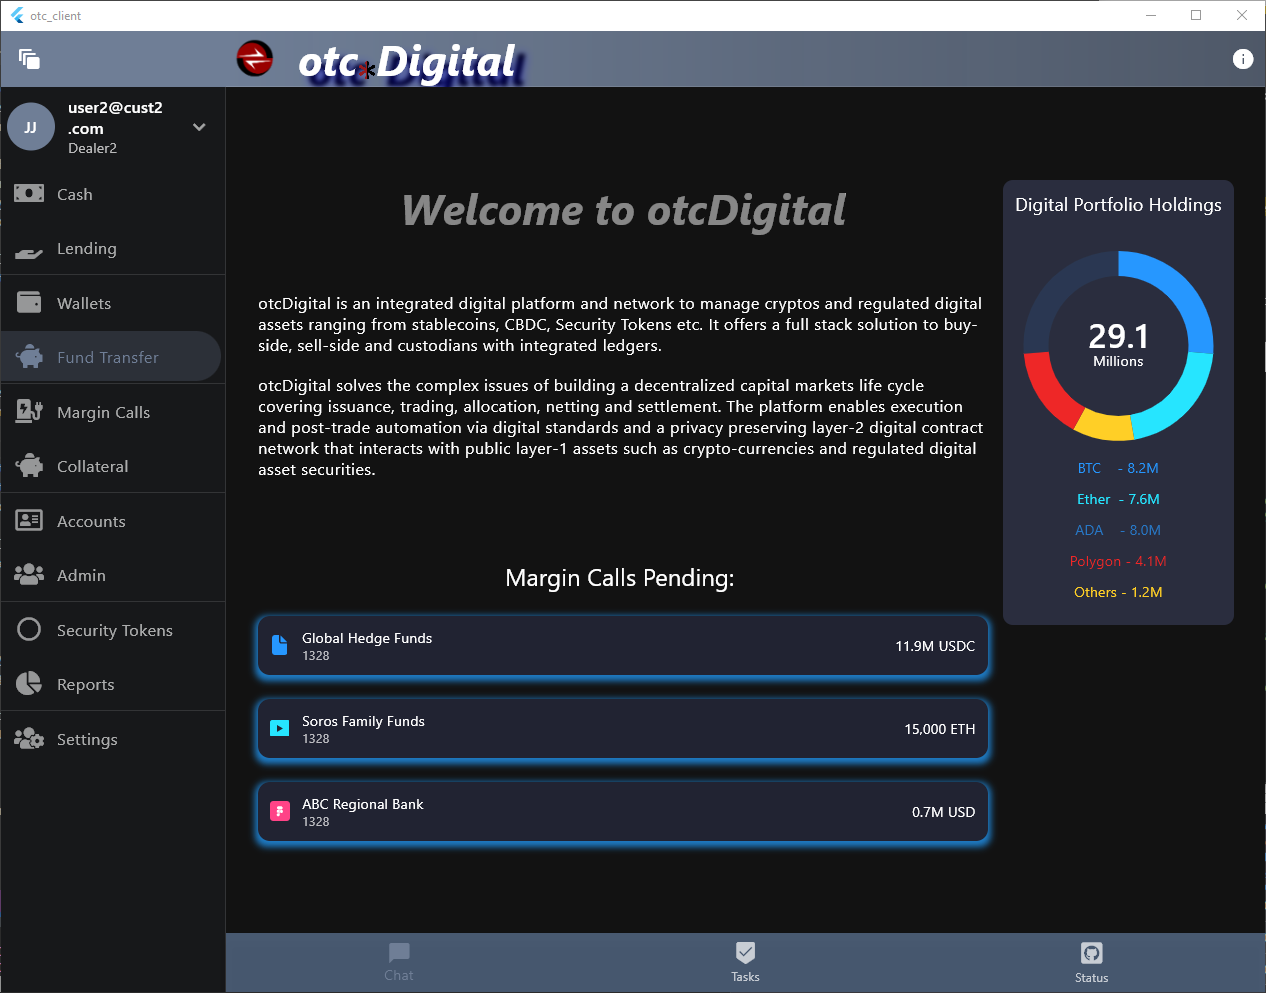 otc_client
otc*Digital
user2@cust2
.com
JJ
Dealer2
Cash
Lending
Wallets
Fund Transfer
Margin Calls
Collateral
Accounts
Admin
Security Tokens
Reports
Settings
Welcome to otcDigital
otcDigital is an integrated digital platform and network to manage cryptos and regulated digital
assets ranging from stablecoins, CBDC, Security Tokens etc. It offers a full stack solution to buy-
side, sell-side and custodians with integrated ledgers.
otcDigital solves the complex issues of building a decentralized capital markets life cycle
covering issuance, trading, allocation, netting and settlement. The platform enables execution
and post-trade automation via digital standards and a privacy preserving layer-2 digital contract
network that interacts with public layer-1 assets such as crypto-currencies and regulated digital
asset securities.
Margin Calls Pending:
Global Hedge Funds
1328
11.9M USDC
Soros Family Funds
1328
15,000 ETH
ABC Regional Bank
1328
0.7M USD
Digital Portfolio Holdings
29.1
Millions
BTC - 8.2M
Ether - 7.6M
ADA - 8.0M
Polygon - 4.1M
Others - 1.2M
Chat
Tasks
Status